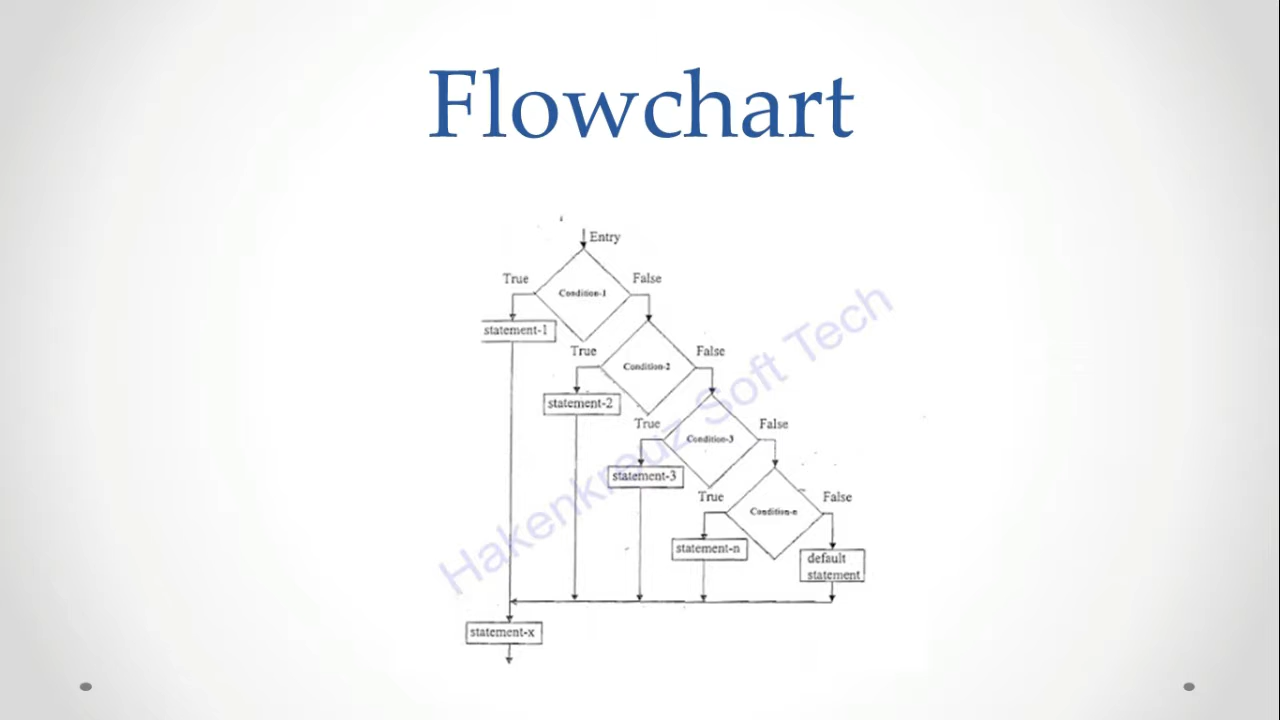 Flowchart
Entry
True
False
Condition-1
statement-1
True
False
Condition-2
statement-2
True
False
Condition-3
statement-3
True
False
Condition-n
statement-n
default
statement
statement-x
Hakenkreuz Soft Tech